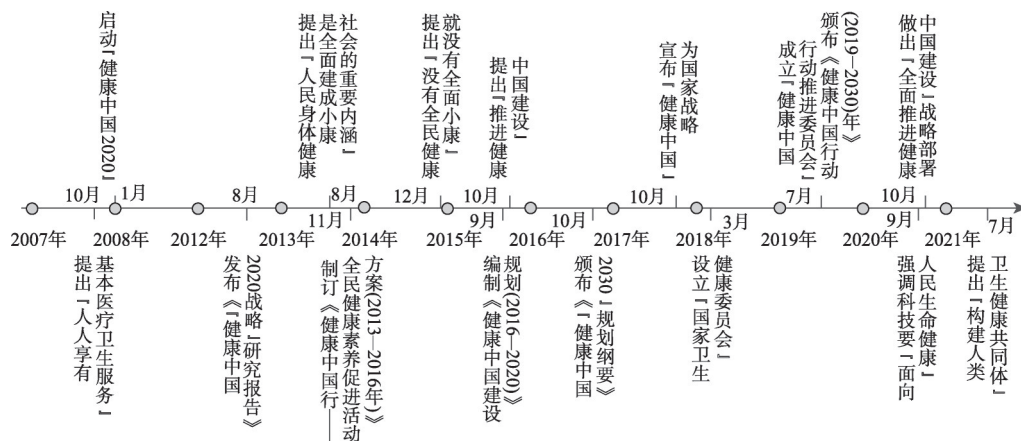 启动『健康中国2020』
提出『人民身体健康
是全面建成小康
社会的重要内涵』
提出『没有全民健康
就没有全面小康』
提出『推进健康
中国建设』
宣布『健康中国』
为国家战略
成立『健康中国
行动推进委员会』
颁布《健康中国行动
(2019—2030)年》
做出『全面推进健康
中国建设』战略部署
10月 1月 8月 8月 12月 10月 10月 7月 10月
11月 9月 10月 3月 9月 7月
2007年 2008年 2012年 2013年 2014年 2015年 2016年 2017年 2018年 2019年 2020年 2021年
提出『人人享有
基本医疗卫生服务』
发布《『健康中国
2020战略』研究报告》
制订《健康中国行——
全民健康素养促进活动
方案(2013—2016年)》
编制《健康中国建设
规划(2016—2020)》
颁布《『健康中国
2030』规划纲要》
设立『国家卫生
健康委员会』
强调科技要『面向
人民生命健康』
提出『构建人类
卫生健康共同体』